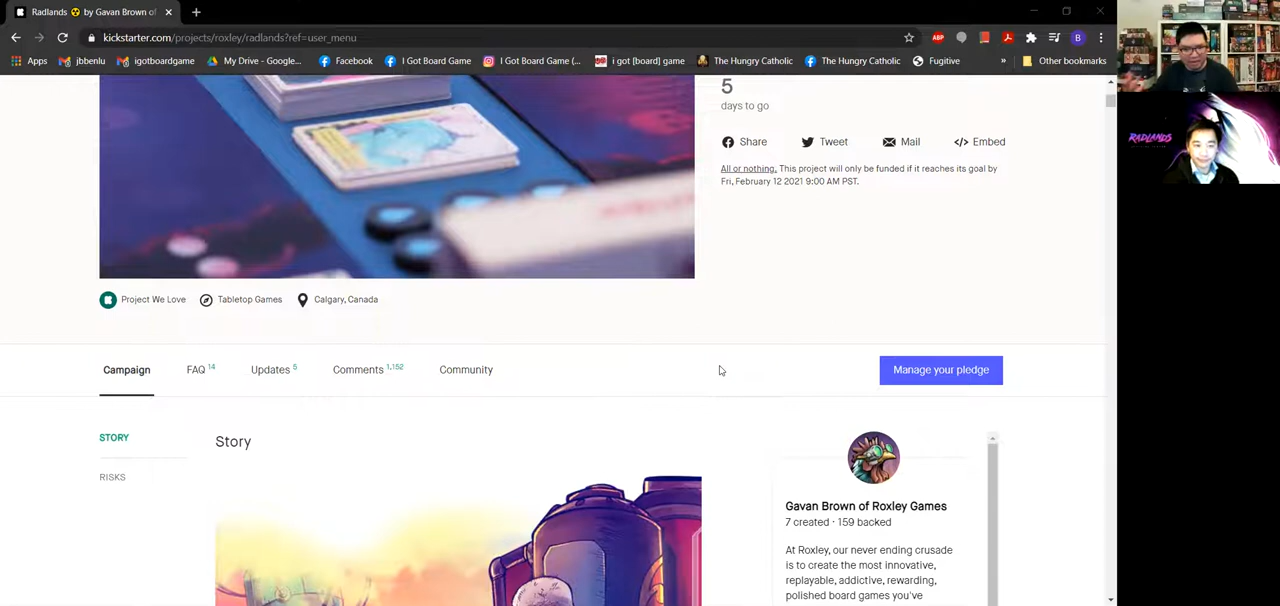 Radlands ☢ by Gavan Brown of
kickstarter.com/projects/roxley/radlands?ref=user_menu
ABP
B
Apps
jbbenlu
igotboardgame
My Drive - Google...
Facebook
I Got Board Game
I Got Board Game (...
i got [board] game
The Hungry Catholic
The Hungry Catholic
Fugitive
»
Other bookmarks
5
days to go
Share
Tweet
Mail
</> Embed
All or nothing. This project will only be funded if it reaches its goal by
Fri, February 12 2021 9:00 AM PST.
RADLANDS
Project We Love
Tabletop Games
Calgary, Canada
Campaign
FAQ 14
Updates 5
Comments 1,152
Community
Manage your pledge
STORY
RISKS
Story
Gavan Brown of Roxley Games
7 created · 159 backed
At Roxley, our never ending crusade
is to create the most innovative,
replayable, addictive, rewarding,
polished board games you've